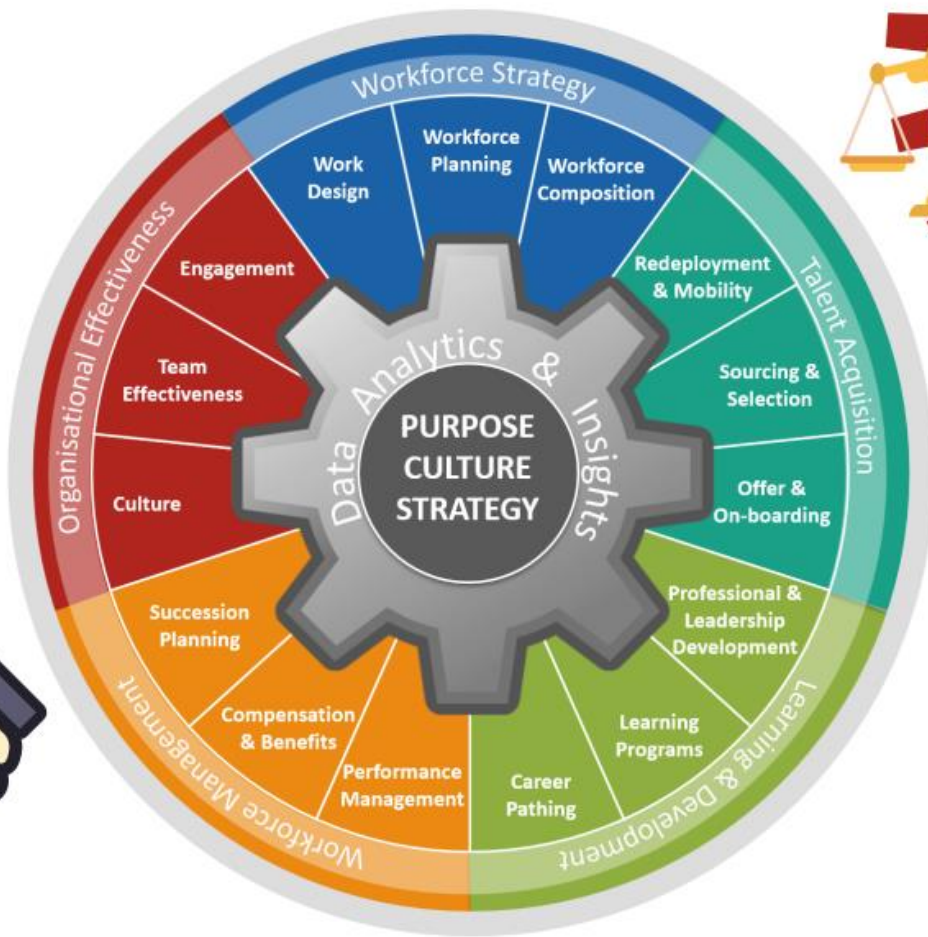 Workforce Strategy
Work
Design
Workforce
Planning
Workforce
Composition
Talent Acquisition
Redeployment
& Mobility
Sourcing &
Selection
Offer &
On-boarding
Learning & Development
Professional &
Leadership
Development
Learning
Programs
Career
Pathing
Workforce Management
Performance
Management
Compensation
& Benefits
Succession
Planning
Organisational Effectiveness
Culture
Team
Effectiveness
Engagement
Data Analytics & Insights
PURPOSE
CULTURE
STRATEGY